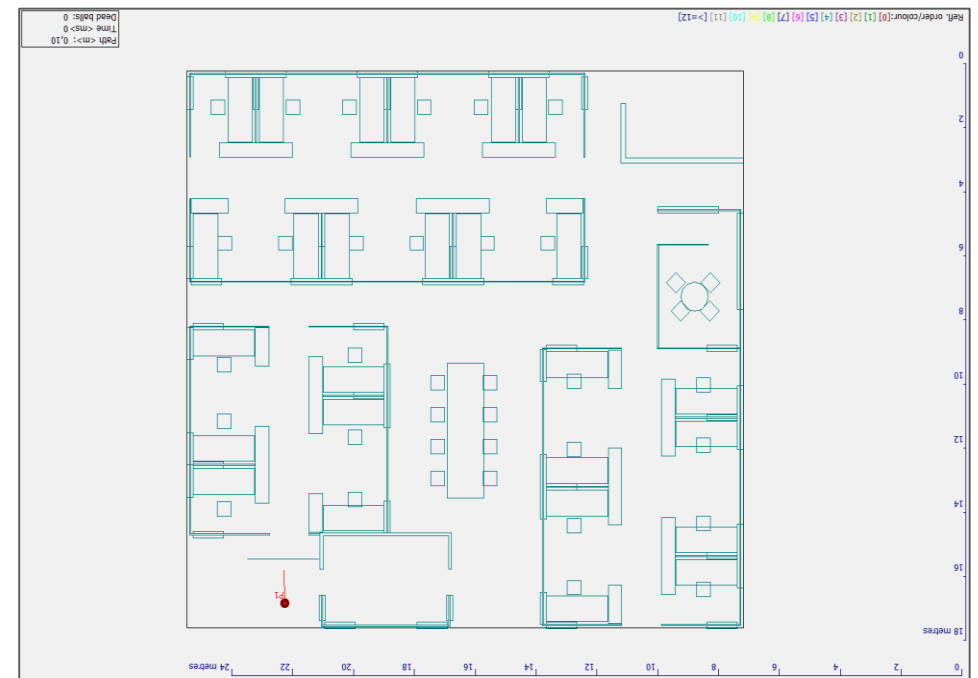 0 2 4 6 8 10 12 14 16 18 20 22 24 metres
18 metres
P1
16
14
12
10
8
6
4
2
0
Path <m>: 0,10
Time <ms> 0
Dead balls: 0
Refl. order/colour:[0] [1] [2] [3] [4] [5] [6] [7] [8] [9] [10] [11] [>=12]